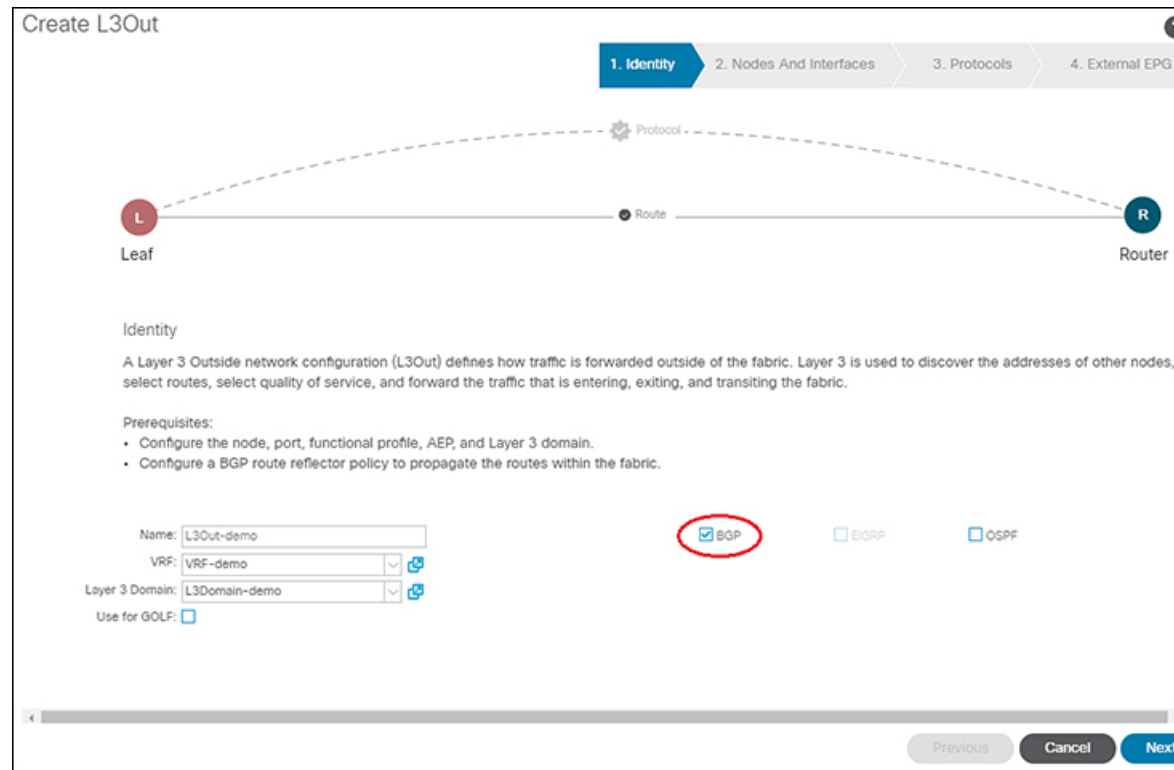 Create L3Out
1. Identity
2. Nodes And Interfaces
3. Protocols
4. External EPG
Protocol
L
Route
R
Leaf
Router
Identity
A Layer 3 Outside network configuration (L3Out) defines how traffic is forwarded outside of the fabric. Layer 3 is used to discover the addresses of other nodes,
select routes, select quality of service, and forward the traffic that is entering, exiting, and transiting the fabric.
Prerequisites:
• Configure the node, port, functional profile, AEP, and Layer 3 domain.
• Configure a BGP route reflector policy to propagate the routes within the fabric.
Name: L3Out-demo
BGP
EIGRP
OSPF
VRF: VRF-demo
Layer 3 Domain: L3Domain-demo
Use for GOLF:
Previous
Cancel
Next